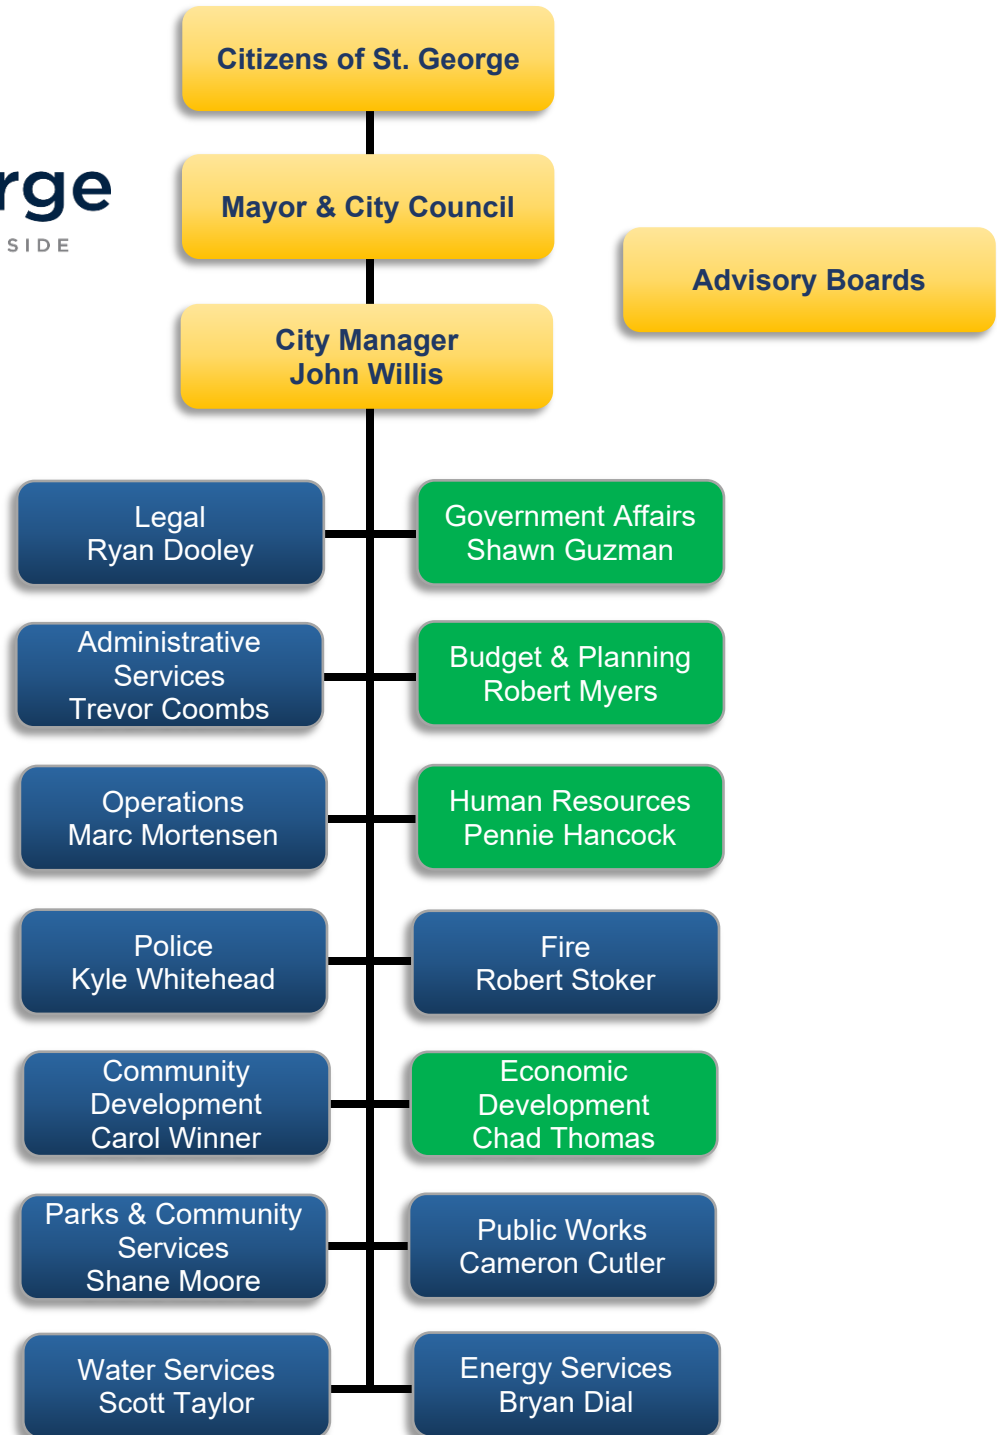 Citizens of St. George
rge
SIDE
Mayor & City Council
Advisory Boards
City Manager
John Willis
Legal
Ryan Dooley
Government Affairs
Shawn Guzman
Administrative
Services
Trevor Coombs
Budget & Planning
Robert Myers
Operations
Marc Mortensen
Human Resources
Pennie Hancock
Police
Kyle Whitehead
Fire
Robert Stoker
Community
Development
Carol Winner
Economic
Development
Chad Thomas
Parks & Community
Services
Shane Moore
Public Works
Cameron Cutler
Water Services
Scott Taylor
Energy Services
Bryan Dial